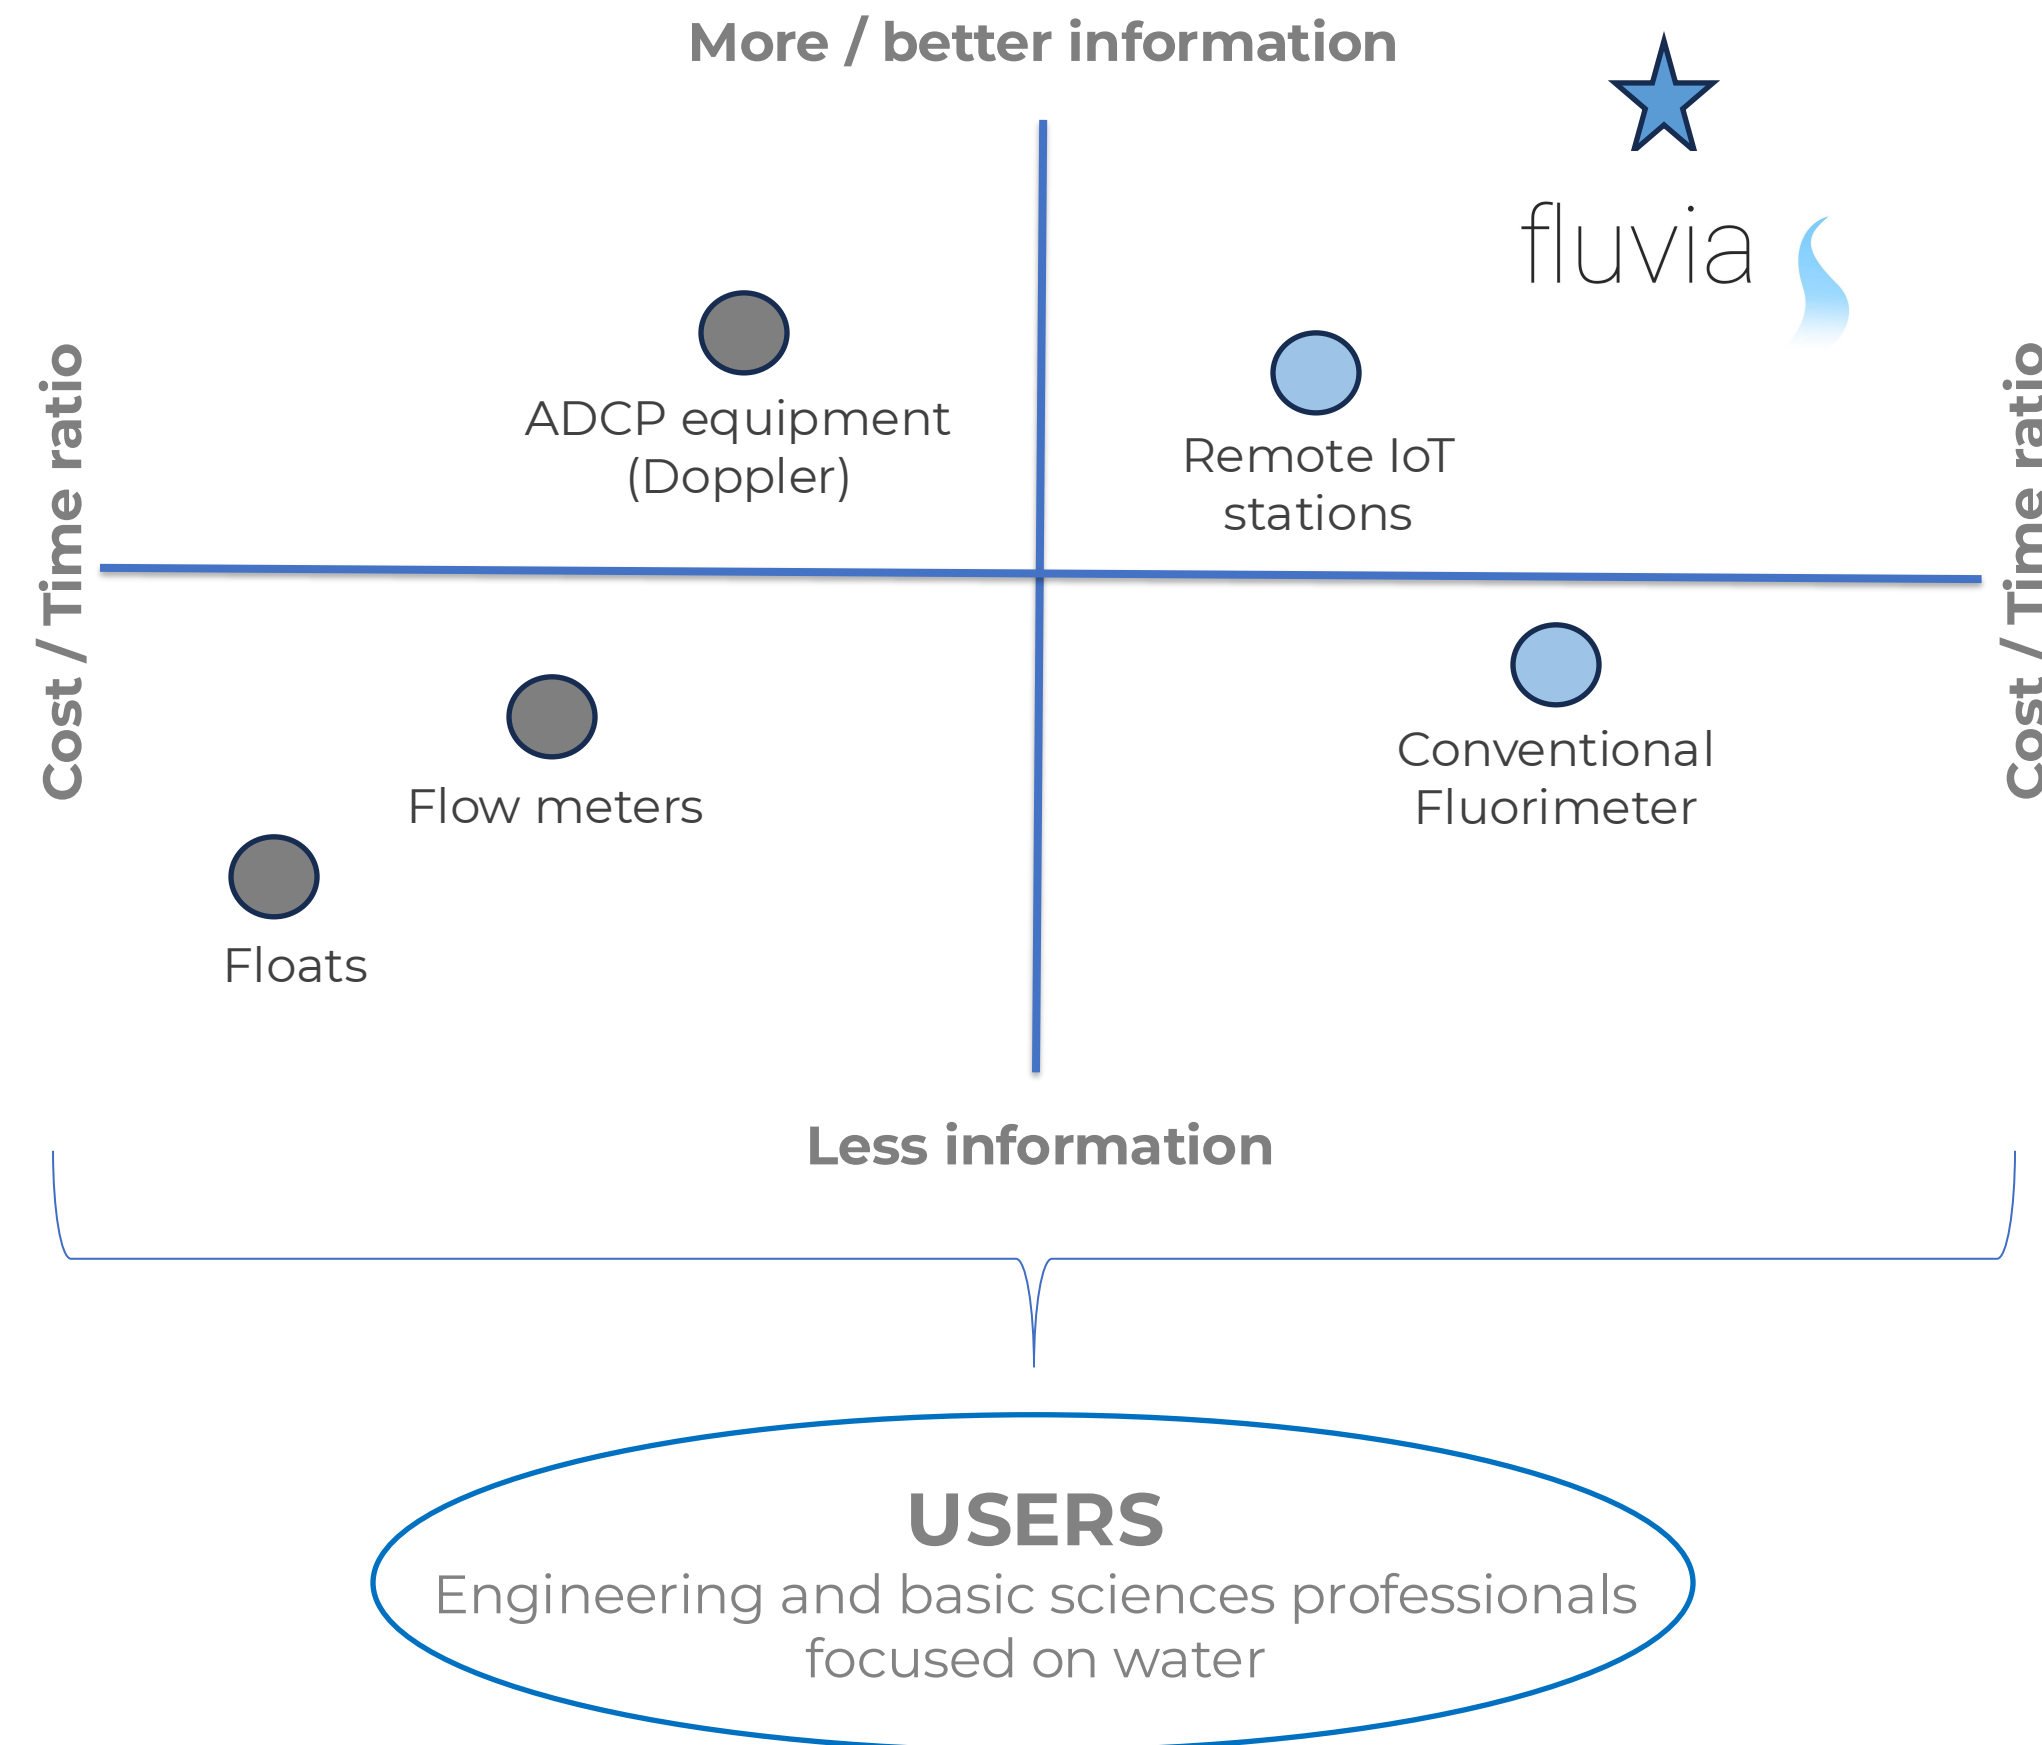 More / better information
fluvia
Cost / Time ratio
Cost / Time ratio
ADCP equipment
(Doppler)
Remote IoT
stations
Flow meters
Conventional
Fluorimeter
Floats
Less information
USERS
Engineering and basic sciences professionals
focused on water